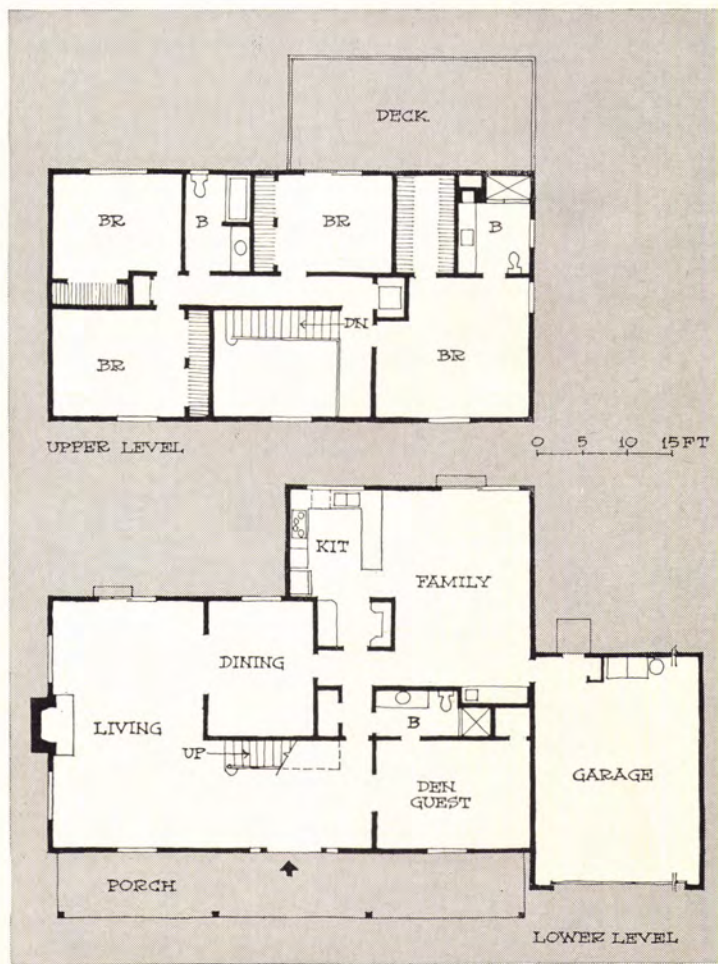 DECK.
BR
B
BR
B
DN
BR
BR
UPPER LEVEL
0 5 10 15 FT
KIT
FAMILY
DINING
LIVING
B
UP
GARAGE
DEN
GUEST
PORCH
LOWER LEVEL